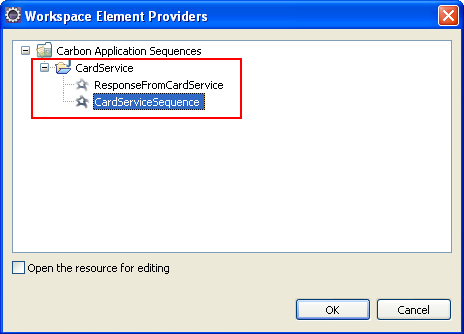 Workspace Element Providers
Carbon Application Sequences
CardService
ResponseFromCardService
CardServiceSequence
Open the resource for editing
OK
Cancel